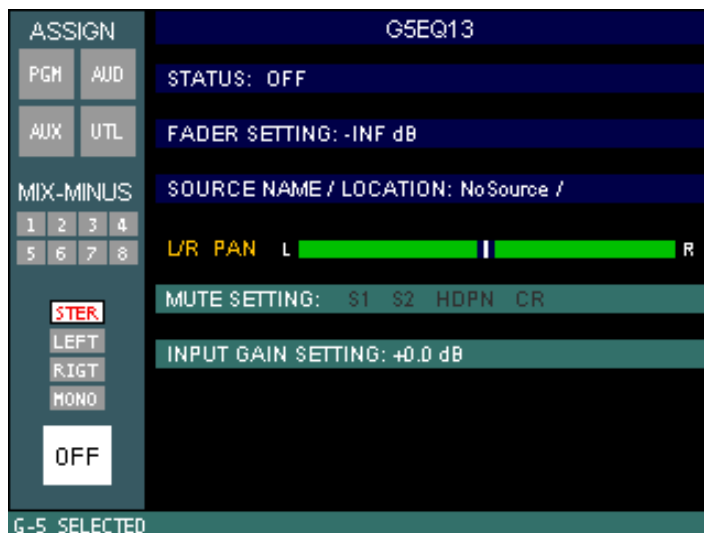 ASSIGN
PGM AUD
AUX UTL
MIX-MINUS
1 2 3 4
5 6 7 8
STER
LEFT
RIGT
MONO
OFF
G5EQ13
STATUS: OFF
FADER SETTING: -INF dB
SOURCE NAME / LOCATION: NoSource /
L/R PAN L R
MUTE SETTING: S1 S2 HDPN CR
INPUT GAIN SETTING: +0.0 dB
G-5 SELECTED